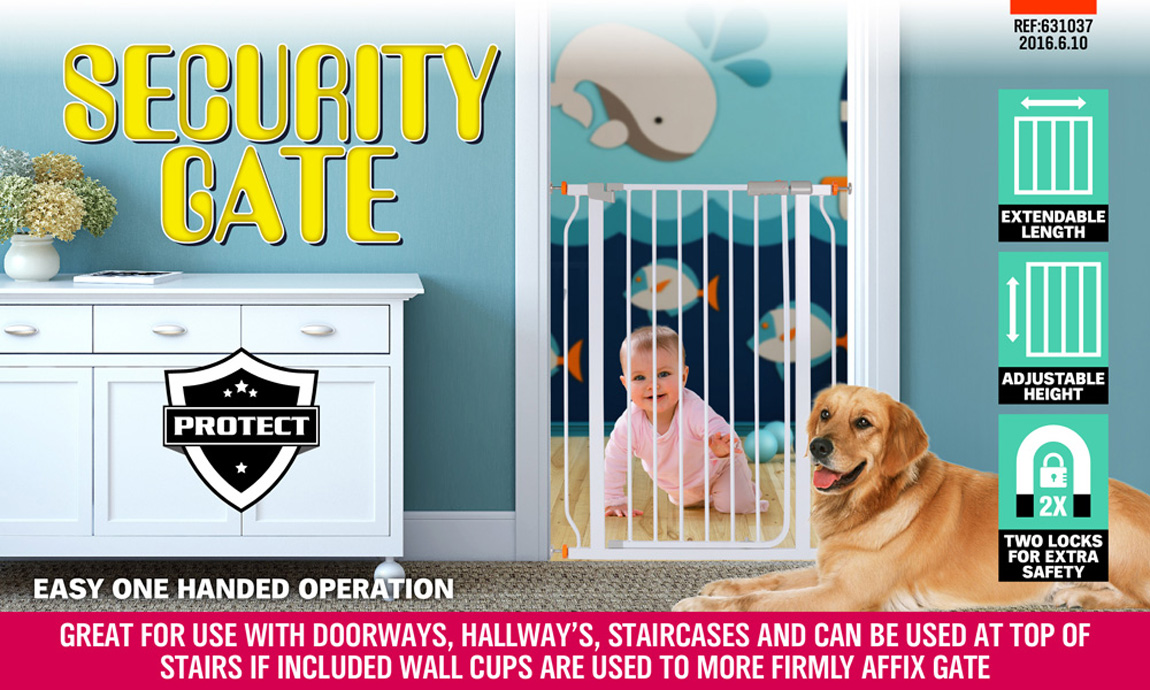 SECURITY
GATE
REF:631037
2016.6.10
EXTENDABLE
LENGTH
ADJUSTABLE
HEIGHT
PROTECT
2X
TWO LOCKS
FOR EXTRA
SAFETY
EASY ONE HANDED OPERATION
GREAT FOR USE WITH DOORWAYS, HALLWAY'S, STAIRCASES AND CAN BE USED AT TOP OF
STAIRS IF INCLUDED WALL CUPS ARE USED TO MORE FIRMLY AFFIX GATE